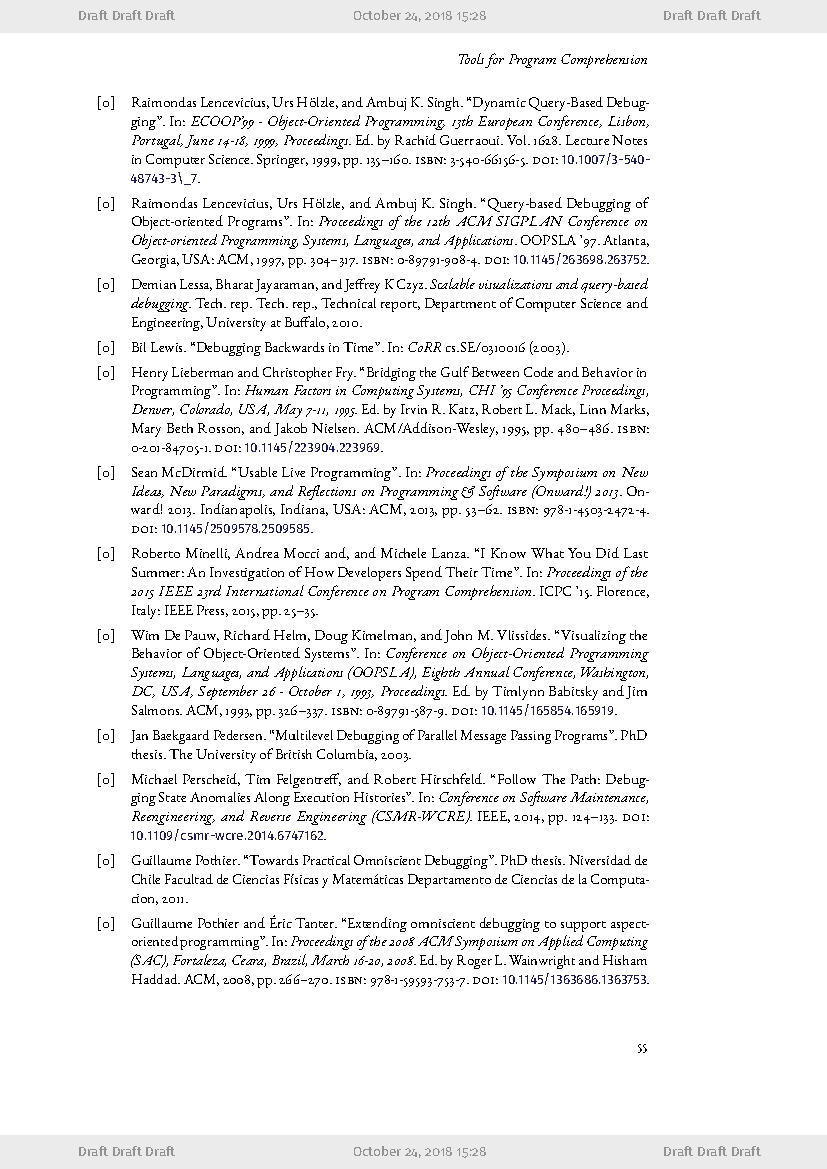 Draft Draft Draft October 24, 2018 15:28 Draft Draft Draft
Tools for Program Comprehension
[0] Raimondas Lencevicius, Urs Hölzle, and Ambuj K. Singh. “Dynamic Query-Based Debug-
ging”. In: ECOOP’99 - Object-Oriented Programming, 13th European Conference, Lisbon,
Portugal, June 14-18, 1999, Proceedings. Ed. by Rachid Guerraoui. Vol. 1628. Lecture Notes
in Computer Science. Springer, 1999, pp. 135–160. ISBN: 3-540-66156-5. DOI: 10.1007/3-540-
48743-3\_7.
[0] Raimondas Lencevicius, Urs Hölzle, and Ambuj K. Singh. “Query-based Debugging of
Object-oriented Programs”. In: Proceedings of the 12th ACM SIGPLAN Conference on
Object-oriented Programming, Systems, Languages, and Applications. OOPSLA ’97. Atlanta,
Georgia, USA: ACM, 1997, pp. 304–317. ISBN: 0-89791-908-4. DOI: 10.1145/263698.263752.
[0] Demian Lessa, Bharat Jayaraman, and Jeffrey K Czyz. Scalable visualizations and query-based
debugging. Tech. rep. Tech. rep., Technical report, Department of Computer Science and
Engineering, University at Buffalo, 2010.
[0] Bil Lewis. “Debugging Backwards in Time”. In: CoRR cs.SE/0310016 (2003).
[0] Henry Lieberman and Christopher Fry. “Bridging the Gulf Between Code and Behavior in
Programming”. In: Human Factors in Computing Systems, CHI ’95 Conference Proceedings,
Denver, Colorado, USA, May 7-11, 1995. Ed. by Irvin R. Katz, Robert L. Mack, Linn Marks,
Mary Beth Rosson, and Jakob Nielsen. ACM/Addison-Wesley, 1995, pp. 480–486. ISBN:
0-201-84705-1. DOI: 10.1145/223904.223969.
[0] Sean McDirmid. “Usable Live Programming”. In: Proceedings of the Symposium on New
Ideas, New Paradigms, and Reflections on Programming & Software (Onward!) 2013. On-
ward! 2013. Indianapolis, Indiana, USA: ACM, 2013, pp. 53–62. ISBN: 978-1-4503-2472-4.
DOI: 10.1145/2509578.2509585.
[0] Roberto Minelli, Andrea Mocci and, and Michele Lanza. “I Know What You Did Last
Summer: An Investigation of How Developers Spend Their Time”. In: Proceedings of the
2015 IEEE 23rd International Conference on Program Comprehension. ICPC ’15. Florence,
Italy: IEEE Press, 2015, pp. 25–35.
[0] Wim De Pauw, Richard Helm, Doug Kimelman, and John M. Vlissides. “Visualizing the
Behavior of Object-Oriented Systems”. In: Conference on Object-Oriented Programming
Systems, Languages, and Applications (OOPSLA), Eighth Annual Conference, Washington,
DC, USA, September 26 - October 1, 1993, Proceedings. Ed. by Timlynn Babitsky and Jim
Salmons. ACM, 1993, pp. 326–337. ISBN: 0-89791-587-9. DOI: 10.1145/165854.165919.
[0] Jan Baekgaard Pedersen. “Multilevel Debugging of Parallel Message Passing Programs”. PhD
thesis. The University of British Columbia, 2003.
[0] Michael Perscheid, Tim Felgentreff, and Robert Hirschfeld. “Follow The Path: Debug-
ging State Anomalies Along Execution Histories”. In: Conference on Software Maintenance,
Reengineering, and Reverse Engineering (CSMR-WCRE). IEEE, 2014, pp. 124–133. DOI:
10.1109/csmr-wcre.2014.6747162.
[0] Guillaume Pothier. “Towards Practical Omniscient Debugging”. PhD thesis. Niversidad de
Chile Facultad de Ciencias Físicas y Matemáticas Departamento de Ciencias de la Computa-
cion, 2011.
[0] Guillaume Pothier and Éric Tanter. “Extending omniscient debugging to support aspect-
oriented programming”. In: Proceedings of the 2008 ACM Symposium on Applied Computing
(SAC), Fortaleza, Ceara, Brazil, March 16-20, 2008. Ed. by Roger L. Wainwright and Hisham
Haddad. ACM, 2008, pp. 266–270. ISBN: 978-1-59593-753-7. DOI: 10.1145/1363686.1363753.
55
Draft Draft Draft October 24, 2018 15:28 Draft Draft Draft